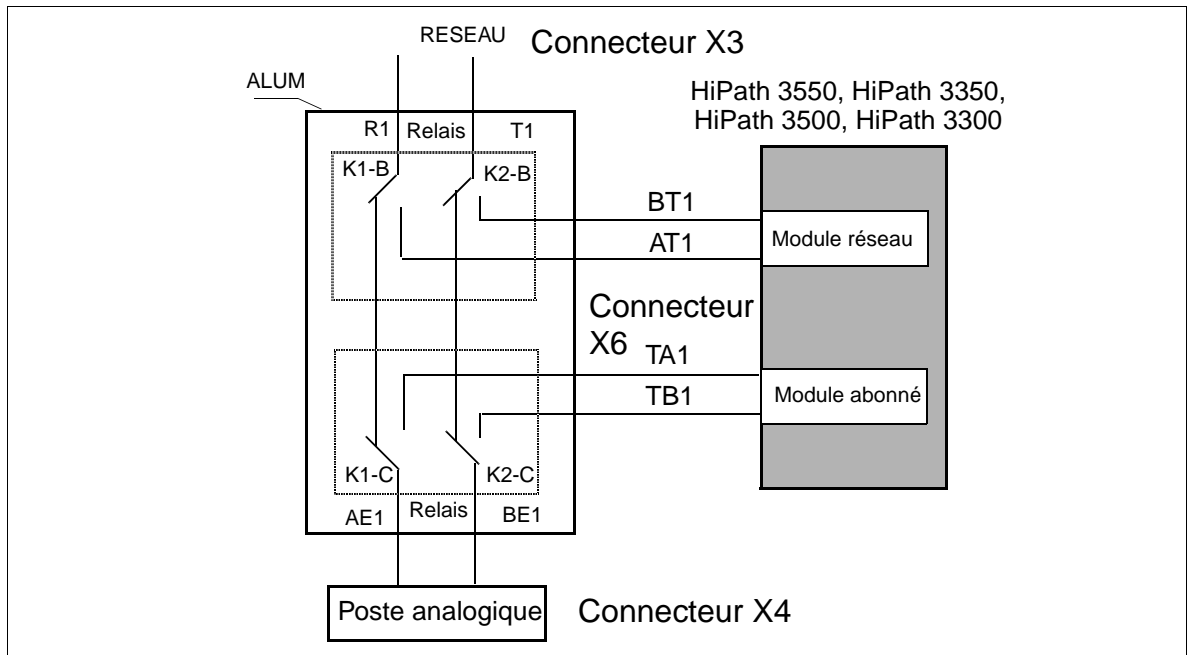 RESEAU
Connecteur X3
ALUM
HiPath 3550, HiPath 3350,
HiPath 3500, HiPath 3300
R1
Relais
T1
K1-B
K2-B
BT1
AT1
Module réseau
Connecteur
X6
TA1
TB1
Module abonné
K1-C
K2-C
AE1
Relais
BE1
Poste analogique
Connecteur X4